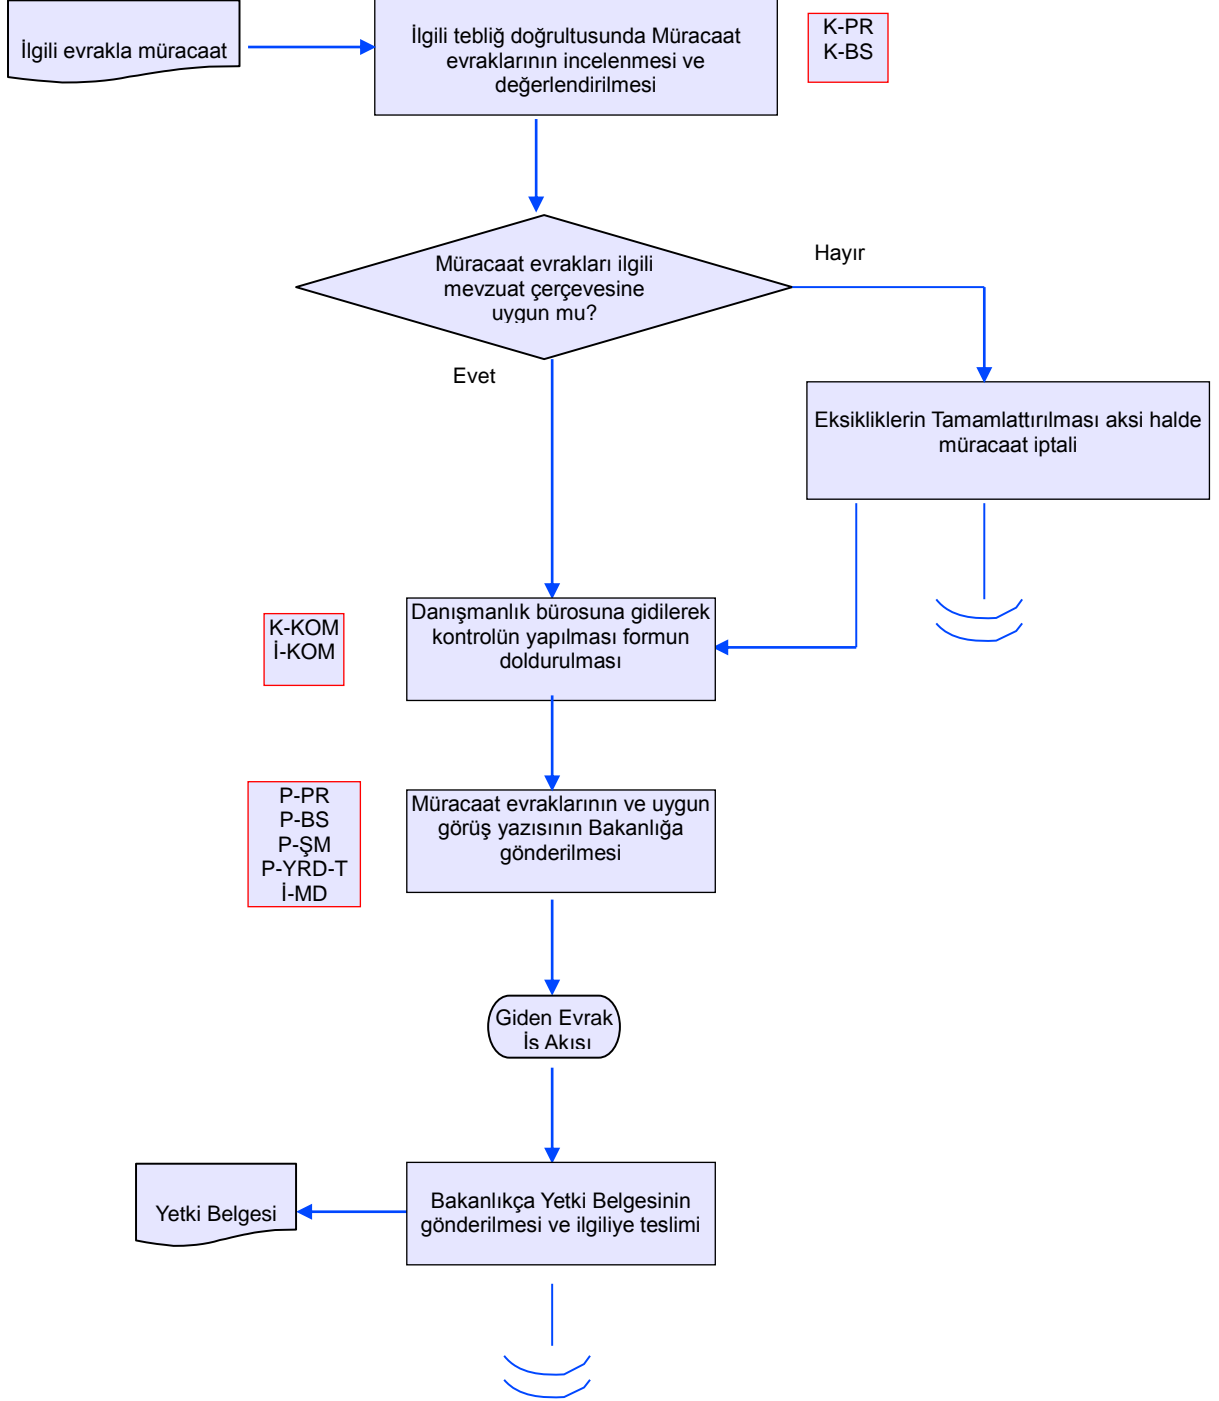 İlgili evrakla müracaat
İlgili tebliğ doğrultusunda Müracaat
evraklarının incelenmesi ve
değerlendirilmesi
K-PR
K-BS
Müracaat evrakları ilgili
mevzuat çerçevesine
uygun mu?
Hayır
Evet
Eksikliklerin Tamamlattırılması aksi halde
müracaat iptali
K-KOM
İ-KOM
Danışmanlık bürosuna gidilerek
kontrolün yapılması formun
doldurulması
P-PR
P-BS
P-ŞM
P-YRD-T
İ-MD
Müracaat evraklarının ve uygun
görüş yazısının Bakanlığa
gönderilmesi
Giden Evrak
İş Akışı
Yetki Belgesi
Bakanlıkça Yetki Belgesinin
gönderilmesi ve ilgiliye teslimi